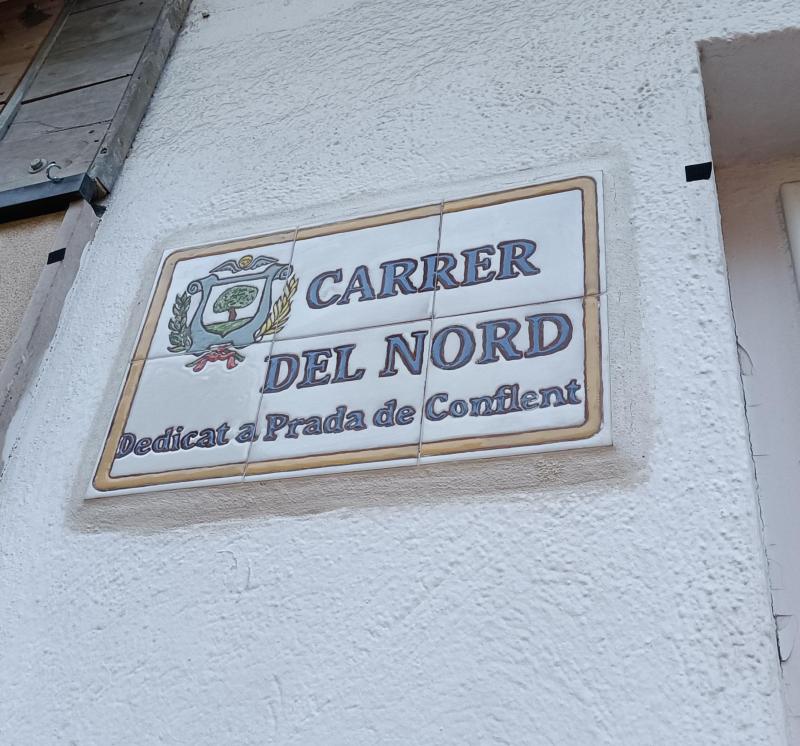 CARRER
DEL NORD
Dedicat a Prada de Conflent